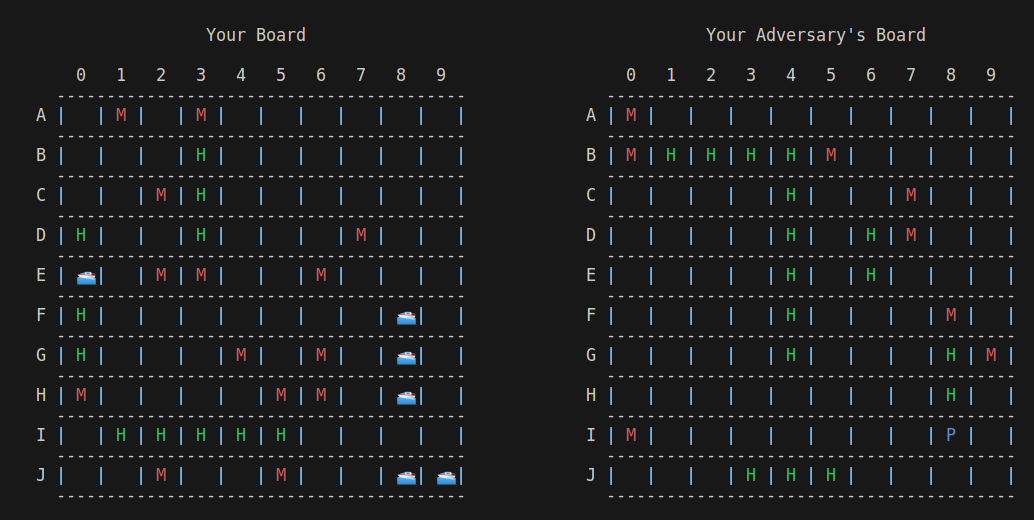 Your Board Your Adversary's Board
0 1 2 3 4 5 6 7 8 9 0 1 2 3 4 5 6 7 8 9
A | | M | | M | | | | | | | A | M | | | | | | | | | |
B | | | | H | | | | | | | B | M | H | H | H | H | M | | | | |
C | | | M | H | | | | | | | C | | | | | H | | | M | | |
D | H | | | H | | | | M | | | D | | | | | H | | H | M | | |
E | 🚤| | M | M | | | M | | | | E | | | | | H | | H | | | |
F | H | | | | | | | | 🚤| | F | | | | | H | | | | M | |
G | H | | | | M | | M | | 🚤| | G | | | | | H | | | | H | M |
H | M | | | | | M | M | | 🚤| | H | | | | | | | | | H | |
I | | H | H | H | H | H | | | | | I | M | | | | | | | | P | |
J | | | M | | | M | | | 🚤| 🚤| J | | | | H | H | H | | | | |